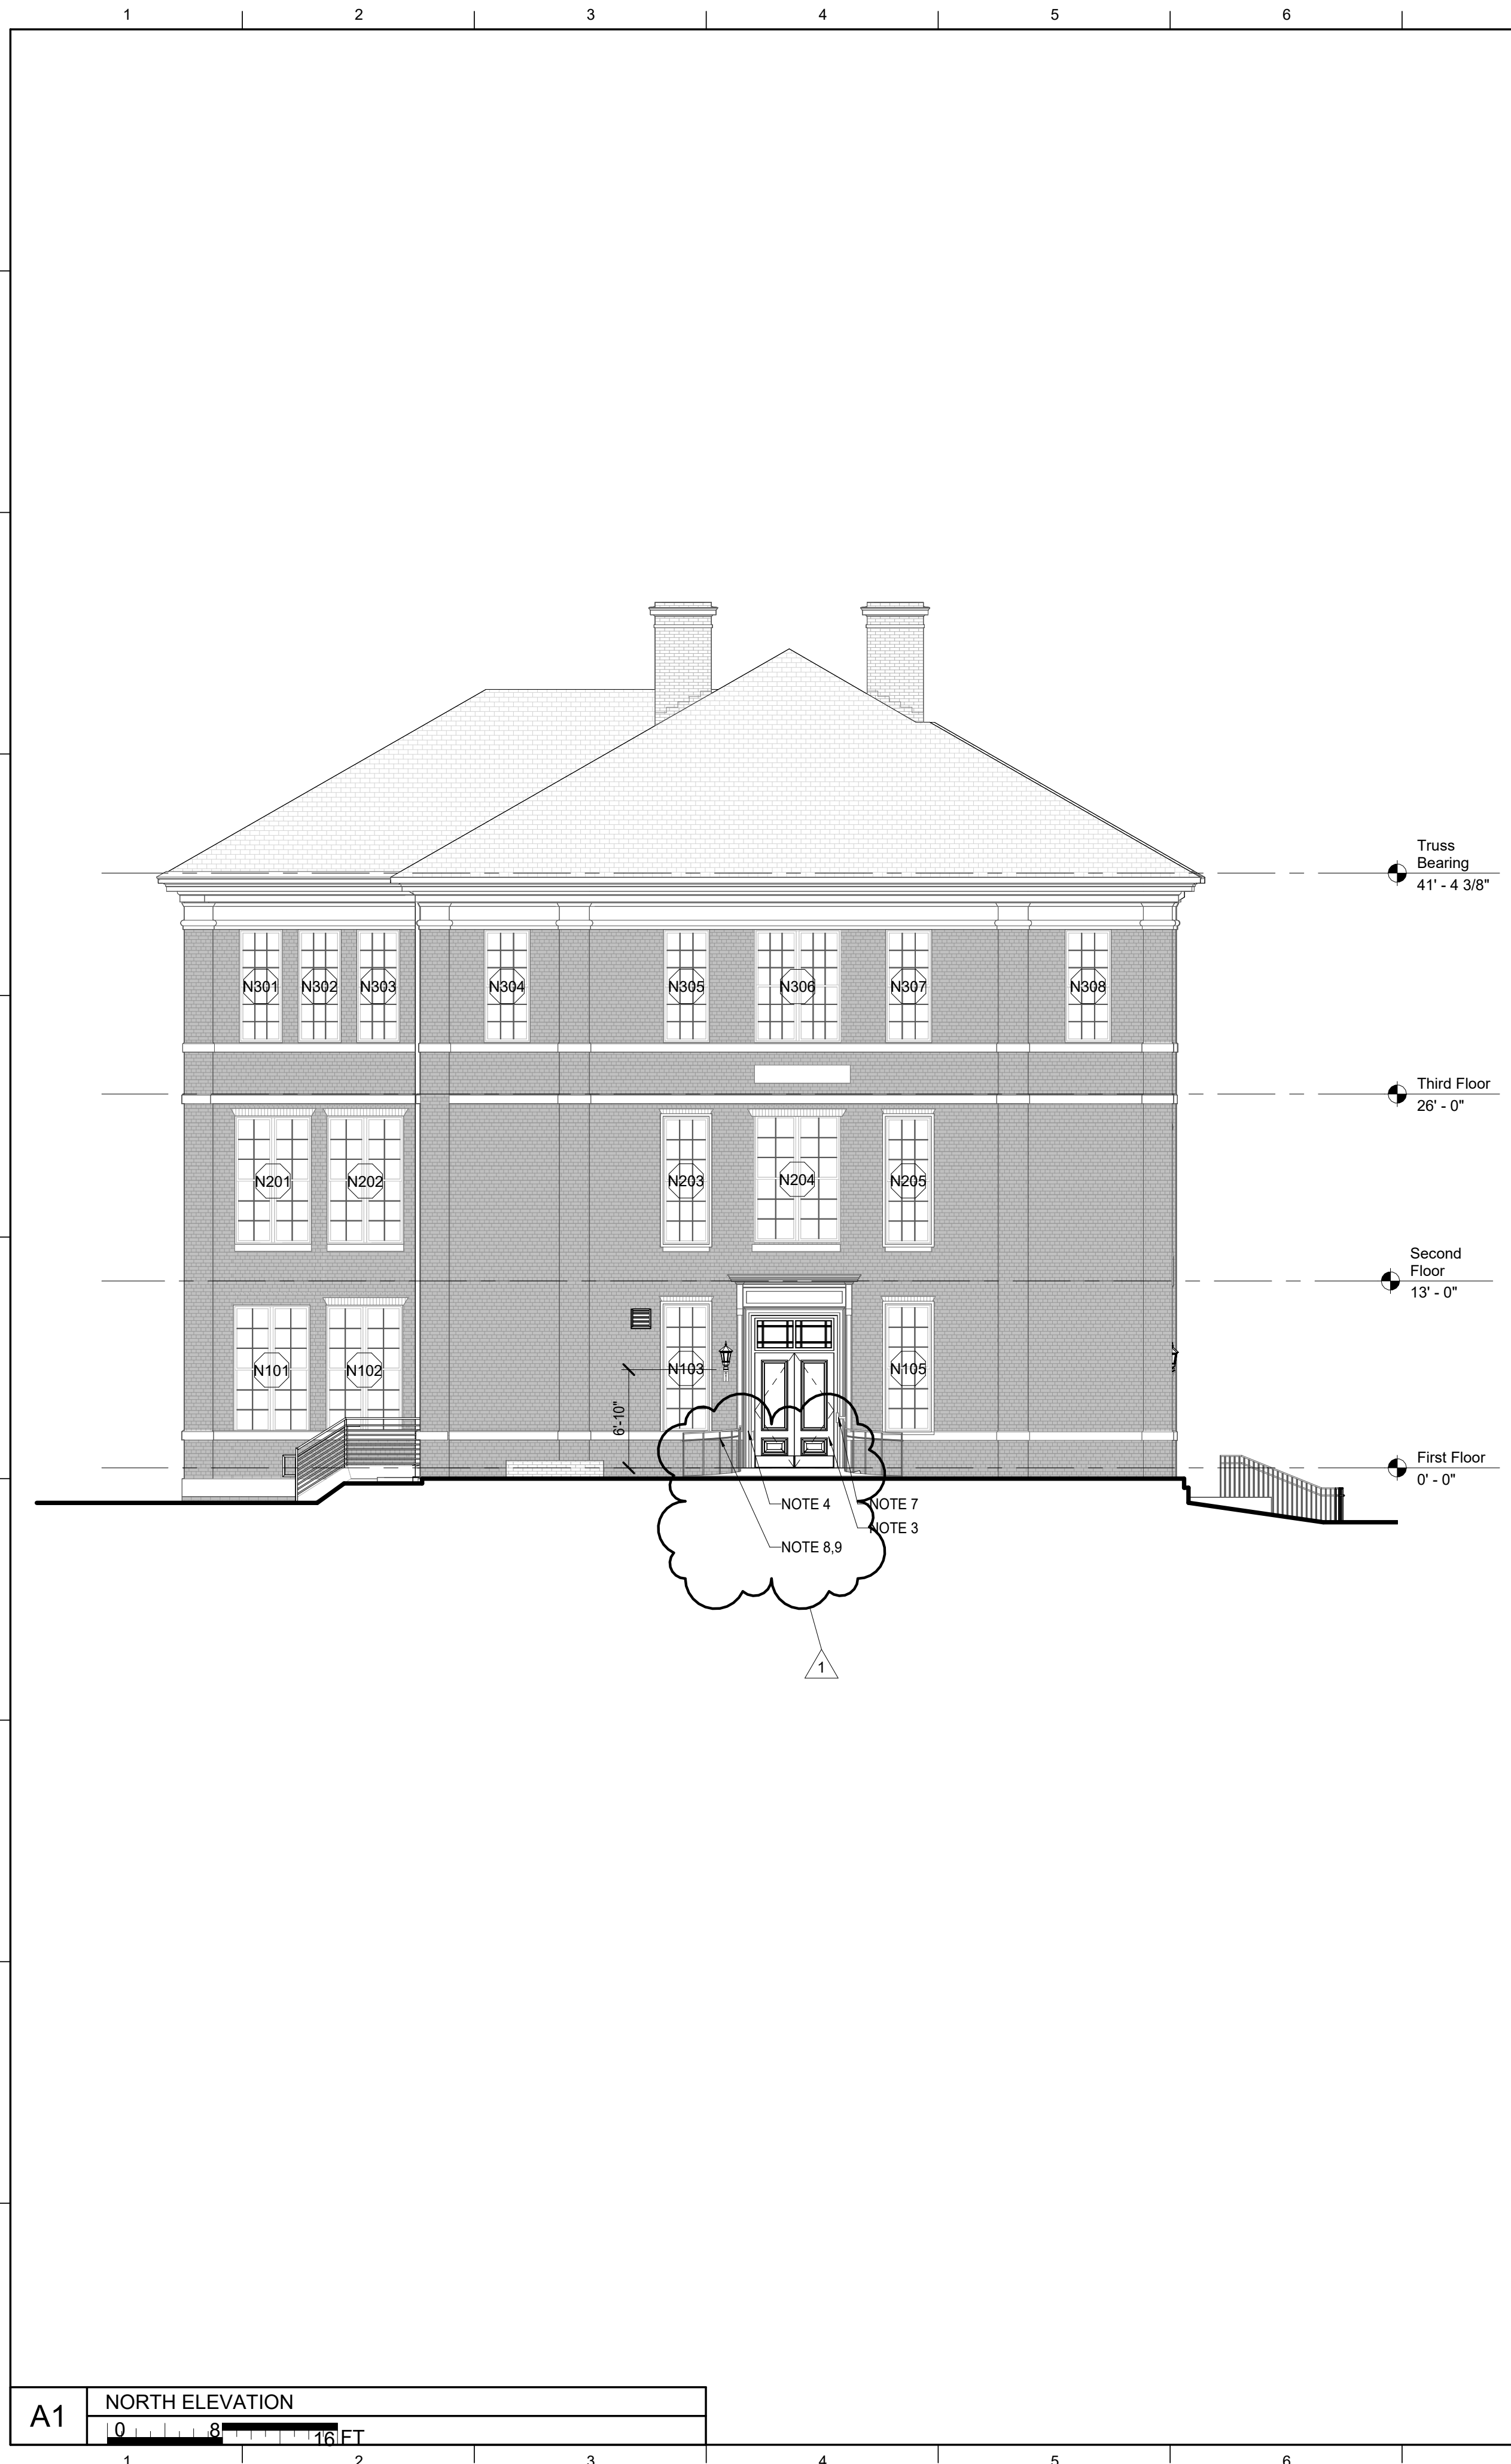 1 2 3 4 5 6
Truss
Bearing
41' - 4 3/8"
N301 N302 N303 N304 N305 N306 N307 N308
Third Floor
26' - 0"
N201 N202 N203 N204 N205
Second
Floor
13' - 0"
N101 N102 N103 N105
6'-10"
First Floor
0' - 0"
NOTE 4 NOTE 7
NOTE 3
NOTE 8,9
1
A1
NORTH ELEVATION
0 8 16 FT
1 2 3 4 5 6